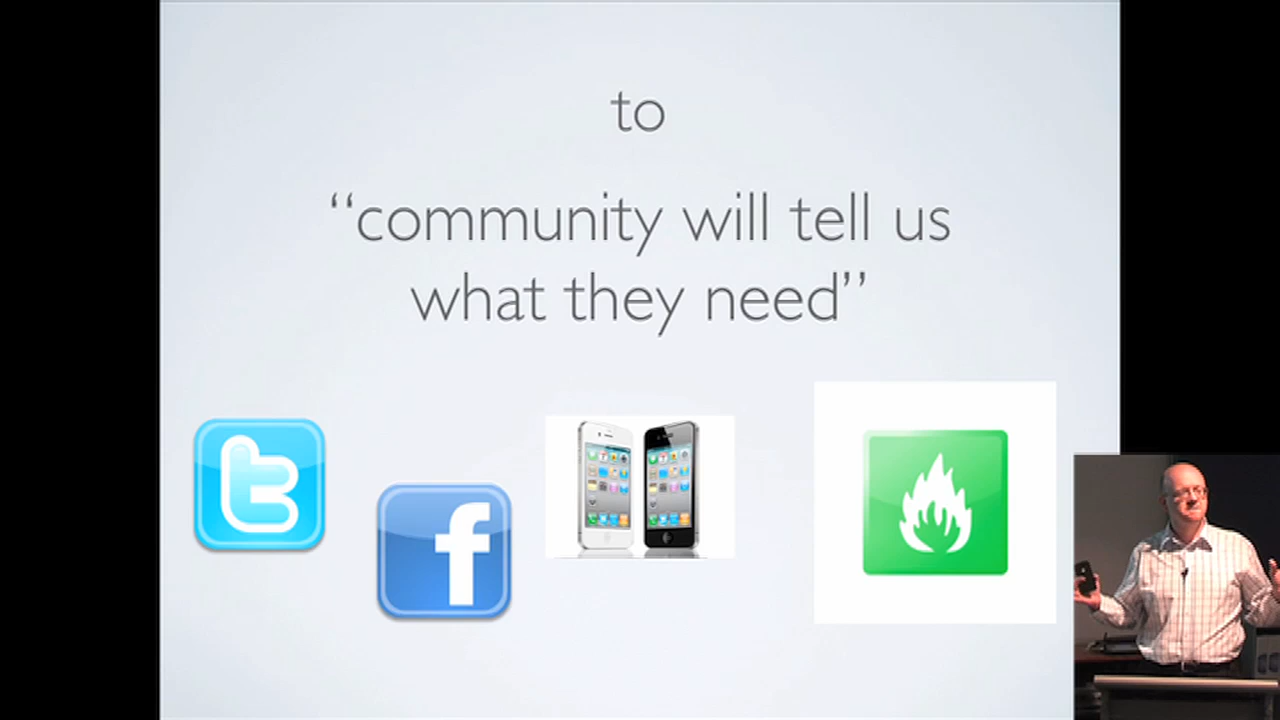 to
“community will tell us
what they need”
t
f